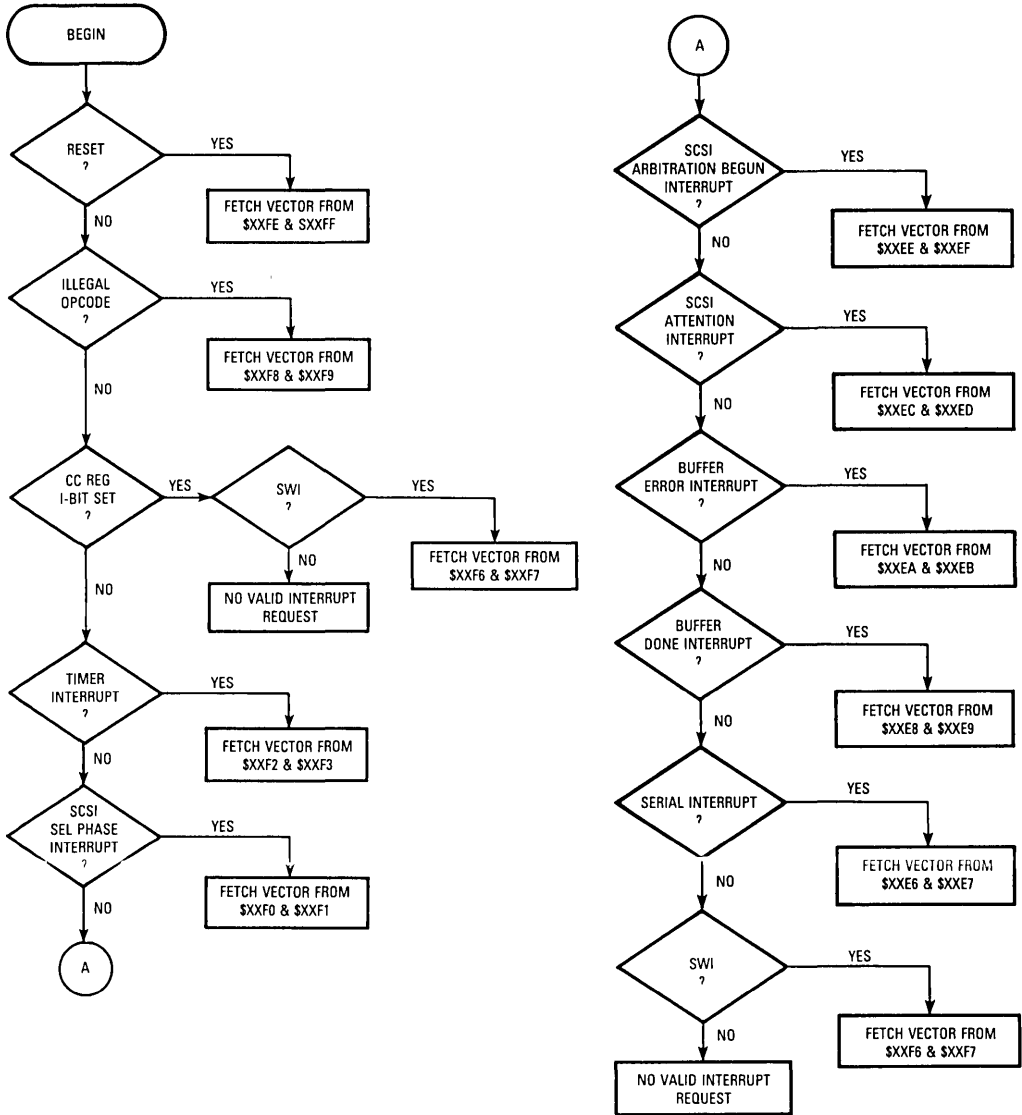 BEGIN
RESET
?
YES
FETCH VECTOR FROM
$XXFE & SXXFF
NO
ILLEGAL
OPCODE
?
YES
FETCH VECTOR FROM
$XXF8 & $XXF9
NO
CC REG
I-BIT SET
?
YES
SWI
?
YES
FETCH VECTOR FROM
$XXF6 & $XXF7
NO
NO VALID INTERRUPT
REQUEST
NO
TIMER
INTERRUPT
?
YES
FETCH VECTOR FROM
$XXF2 & $XXF3
NO
SCSI
SEL PHASE
INTERRUPT
?
YES
FETCH VECTOR FROM
$XXF0 & $XXF1
NO
A
A
SCSI
ARBITRATION BEGUN
INTERRUPT
?
YES
FETCH VECTOR FROM
$XXEE & $XXEF
NO
SCSI
ATTENTION
INTERRUPT
?
YES
FETCH VECTOR FROM
$XXEC & $XXED
NO
BUFFER
ERROR INTERRUPT
?
YES
FETCH VECTOR FROM
$XXEA & $XXEB
NO
BUFFER
DONE INTERRUPT
?
YES
FETCH VECTOR FROM
$XXE8 & $XXE9
NO
SERIAL INTERRUPT
?
YES
FETCH VECTOR FROM
$XXE6 & $XXE7
NO
SWI
?
YES
FETCH VECTOR FROM
$XXF6 & $XXF7
NO
NO VALID INTERRUPT
REQUEST